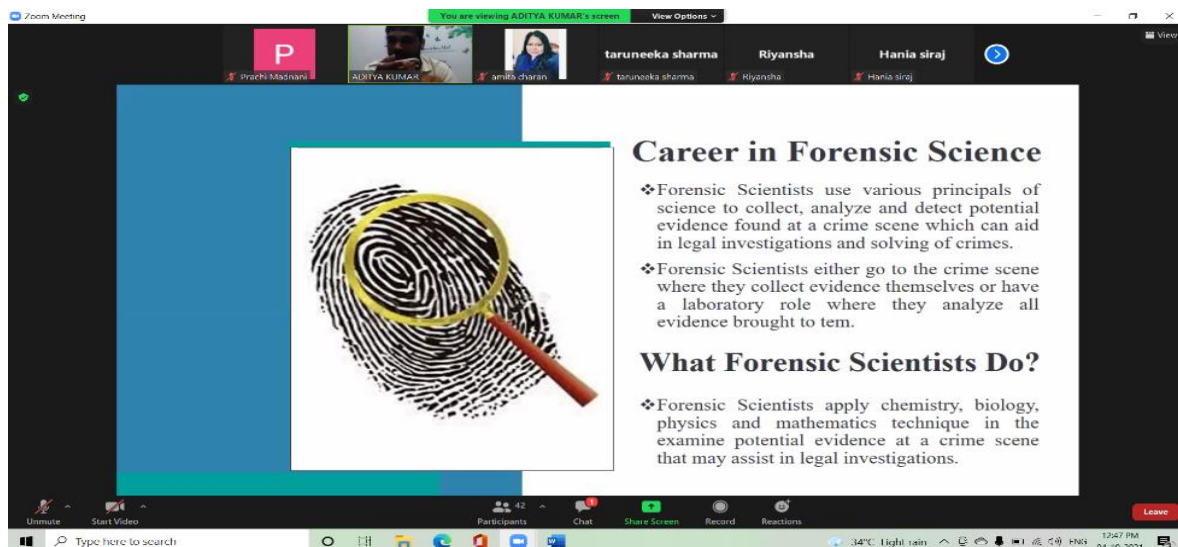 Zoom Meeting
You are viewing ADITYA KUMAR's screen
View Options
View
P
taruneeka sharma
Riyansha
Hania siraj
Prachi Madnani
ADITYA KUMAR
amita charan
taruneeka sharma
Riyansha
Hania siraj
Career in Forensic Science
❖Forensic Scientists use various principals of
science to collect, analyze and detect potential
evidence found at a crime scene which can aid
in legal investigations and solving of crimes.
❖Forensic Scientists either go to the crime scene
where they collect evidence themselves or have
a laboratory role where they analyze all
evidence brought to tem.
What Forensic Scientists Do?
❖Forensic Scientists apply chemistry, biology,
physics and mathematics technique in the
examine potential evidence at a crime scene
that may assist in legal investigations.
42
1
Unmute
Start Video
Participants
Chat
Share Screen
Record
Reactions
Leave
Type here to search
34°C Light rain
ENG
12:47 PM
04-10-2021